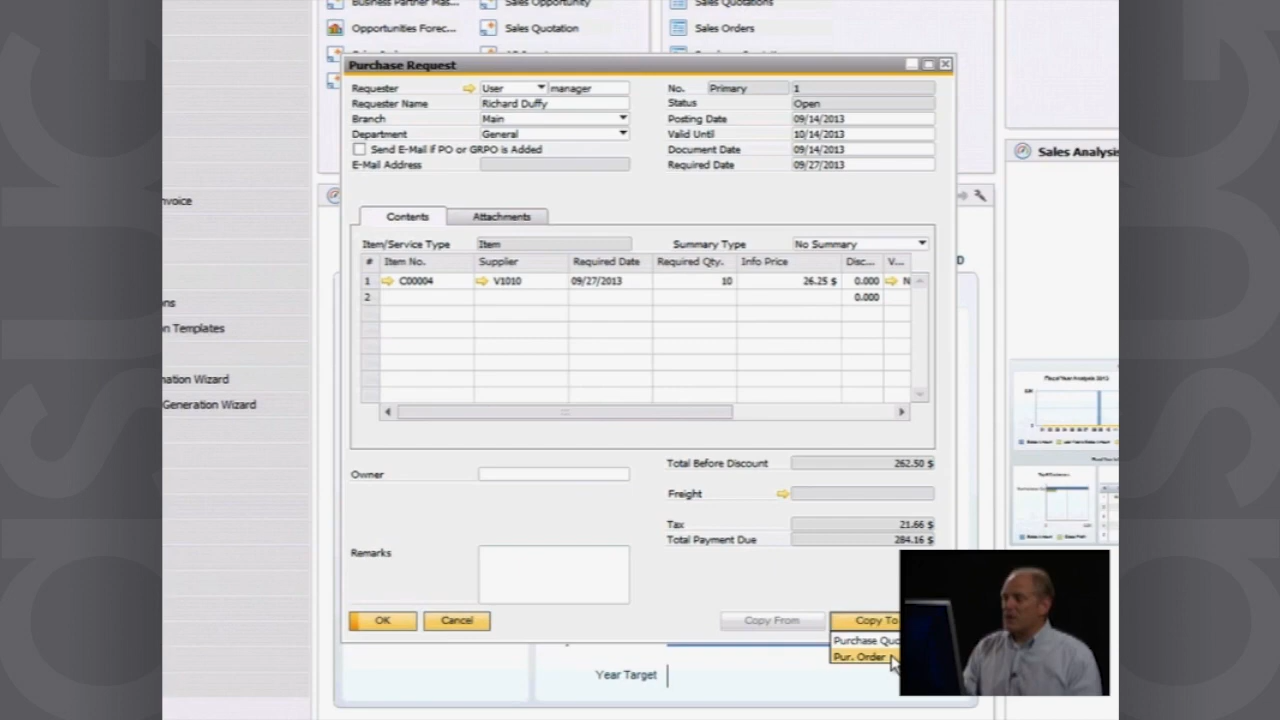 Business Partner Mas...
Sales Opportunity
Sales Quotations
Opportunities Forec...
Sales Quotation
Sales Orders
Purchase Request
Requester User manager No. Primary 1
Requester Name Richard Duffy Status Open
Branch Main Posting Date 09/14/2013
Department General Valid Until 10/14/2013
Send E-Mail if PO or GRPO is Added Document Date 09/14/2013
E-Mail Address Required Date 09/27/2013
Sales Analysis
nvoice
Contents Attachments
Item/Service Type Item Summary Type No Summary
# Item No. Supplier Required Date Required Qty. Info Price Disc... V...
1 C00004 V1010 09/27/2013 10 26.25 $ 0.000 N
2 0.000
D
ns
n Templates
nation Wizard
Generation Wizard
Owner
Total Before Discount 262.50 $
Freight
Tax 21.66 $
Total Payment Due 284.16 $
Remarks
OK Cancel Copy From Copy To
Purchase Quo
Pur. Order
Year Target